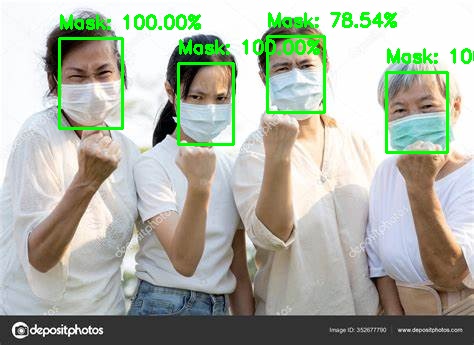 Mask: 100.00%
Mask: 100.00%
Mask: 78.54%
Mask: 10
depositphotos
Image ID: 352677790
www.depositphotos.com